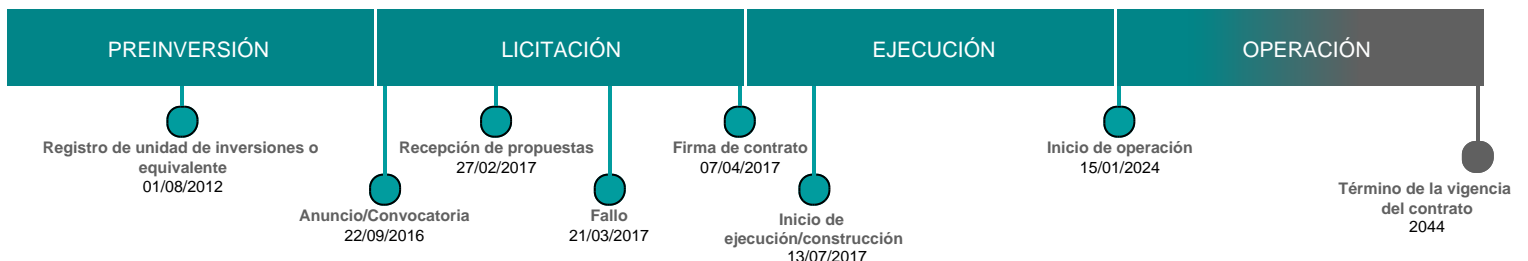 PREINVERSIÓN
LICITACIÓN
EJECUCIÓN
OPERACIÓN
Registro de unidad de inversiones o
equivalente
01/08/2012
Anuncio/Convocatoria
22/09/2016
Recepción de propuestas
27/02/2017
Fallo
21/03/2017
Firma de contrato
07/04/2017
Inicio de
ejecución/construcción
13/07/2017
Inicio de operación
15/01/2024
Término de la vigencia
del contrato
2044